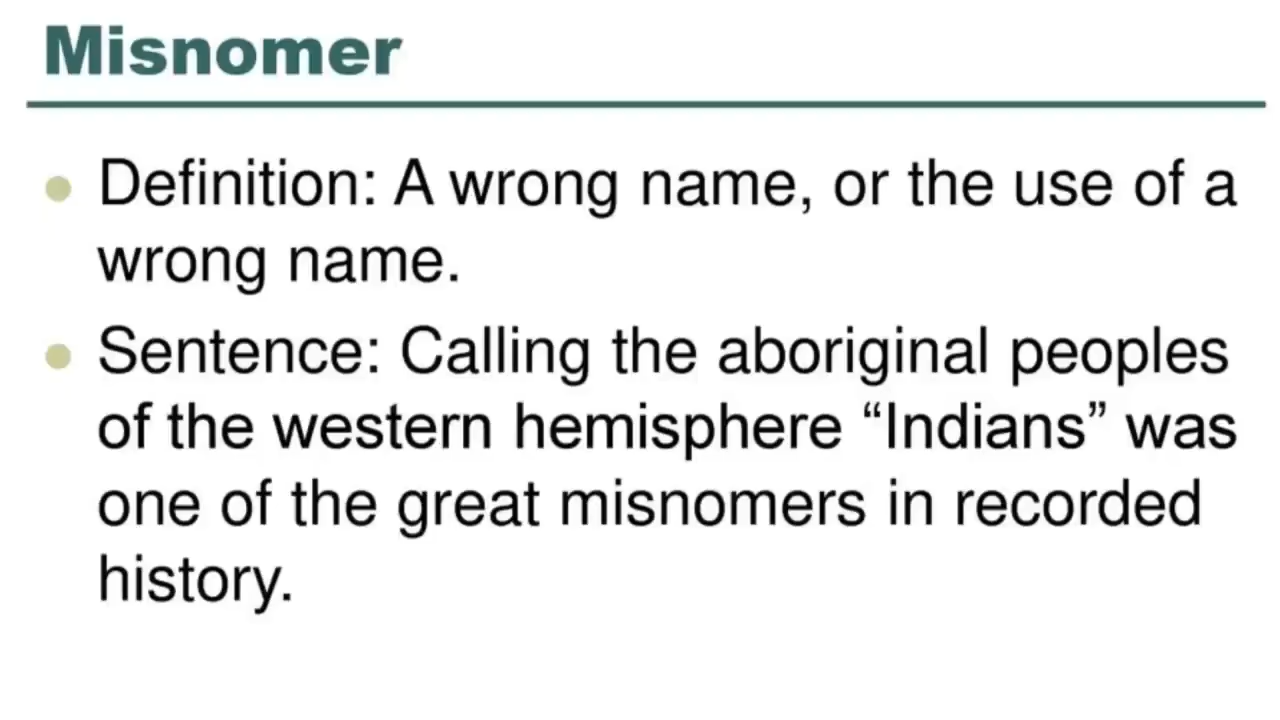 Misnomer
Definition: A wrong name, or the use of a
wrong name.
Sentence: Calling the aboriginal peoples
of the western hemisphere “Indians” was
one of the great misnomers in recorded
history.